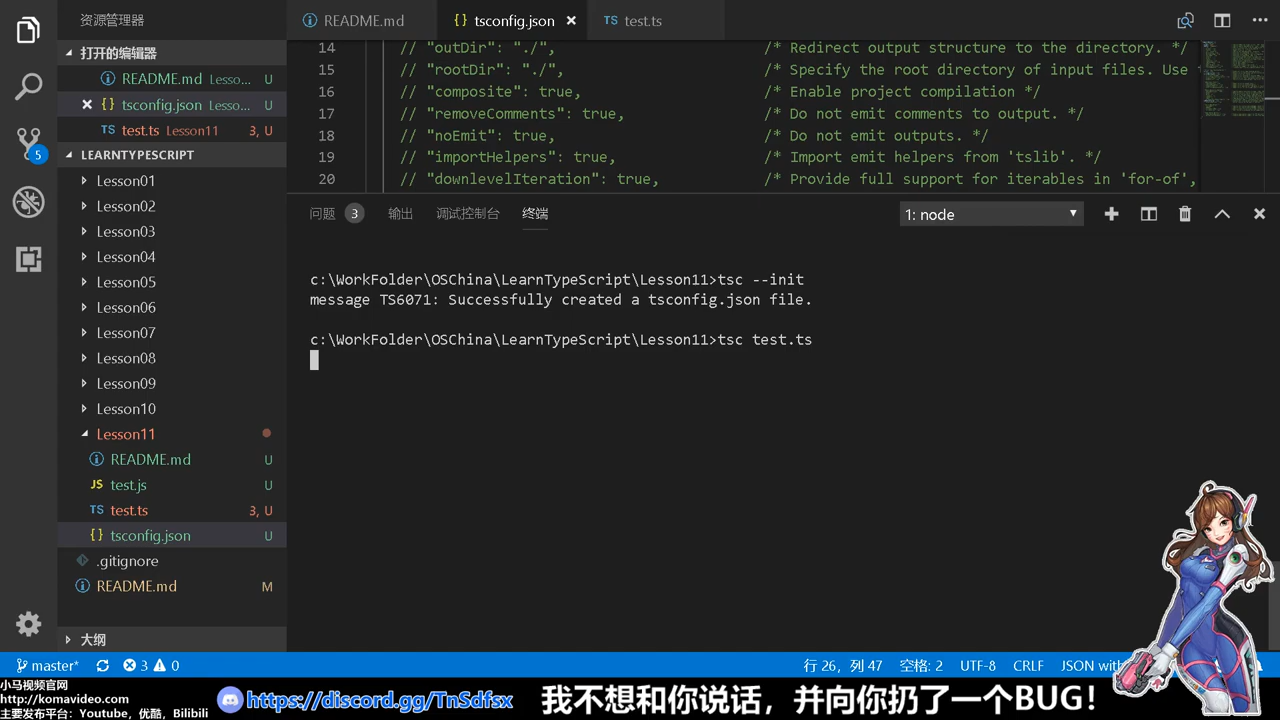 资源管理器
README.md
tsconfig.json
TS test.ts
打开的编辑器
README.md Lesso... U
tsconfig.json Lesso... U
TS test.ts Lesson11 3, U
LEARNTYPESCRIPT
Lesson01
Lesson02
Lesson03
Lesson04
Lesson05
Lesson06
Lesson07
Lesson08
Lesson09
Lesson10
Lesson11
README.md U
JS test.js U
TS test.ts 3, U
{} tsconfig.json U
.gitignore
README.md M
大纲
5
14 // "outDir": "./", /* Redirect output structure to the directory. */
15 // "rootDir": "./", /* Specify the root directory of input files. Use
16 // "composite": true, /* Enable project compilation */
17 // "removeComments": true, /* Do not emit comments to output. */
18 // "noEmit": true, /* Do not emit outputs. */
19 // "importHelpers": true, /* Import emit helpers from 'tslib'. */
20 // "downlevelIteration": true, /* Provide full support for iterables in 'for-of',
问题 3 输出 调试控制台 终端 1: node
c:\WorkFolder\OSChina\LearnTypeScript\Lesson11>tsc --init
message TS6071: Successfully created a tsconfig.json file.
c:\WorkFolder\OSChina\LearnTypeScript\Lesson11>tsc test.ts
master* 3 0 行 26，列 47 空格: 2 UTF-8 CRLF JSON wit
小马视频官网
http://komavideo.com
主要发布平台：Youtube，优酷，Bilibili
https://discord.gg/TnSdfsx
我不想和你说话，并向你扔了一个BUG！